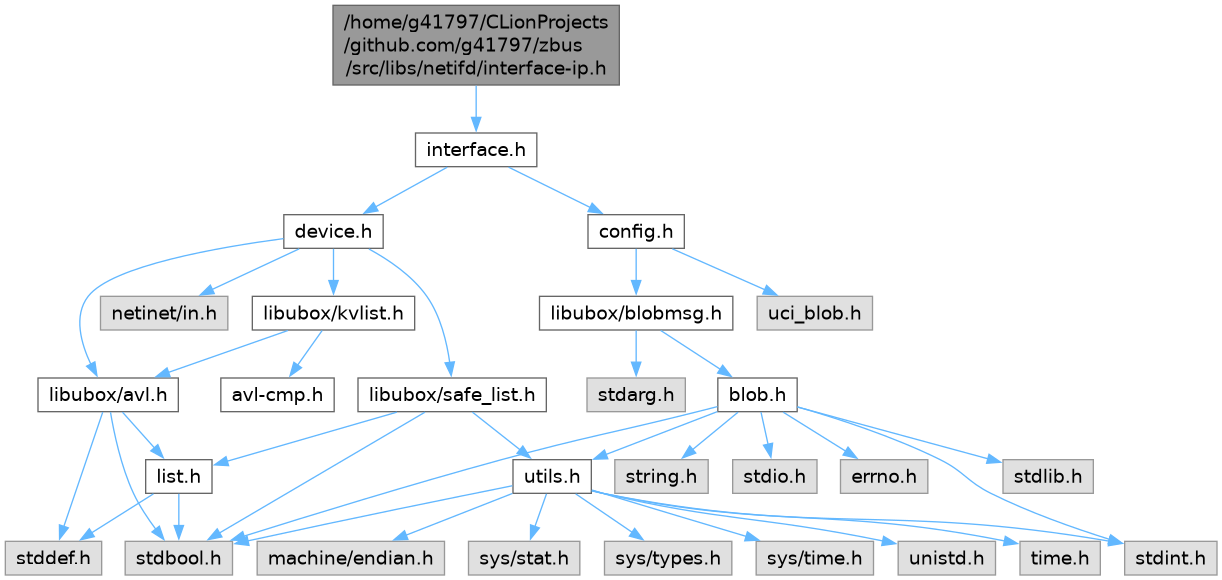 /home/g41797/CLionProjects
/github.com/g41797/zbus
/src/libs/netifd/interface-ip.h
interface.h
device.h
config.h
netinet/in.h
libubox/kvlist.h
libubox/blobmsg.h
uci_blob.h
libubox/avl.h
avl-cmp.h
libubox/safe_list.h
stdarg.h
blob.h
list.h
utils.h
string.h
stdio.h
errno.h
stdlib.h
stddef.h
stdbool.h
machine/endian.h
sys/stat.h
sys/types.h
sys/time.h
unistd.h
time.h
stdint.h